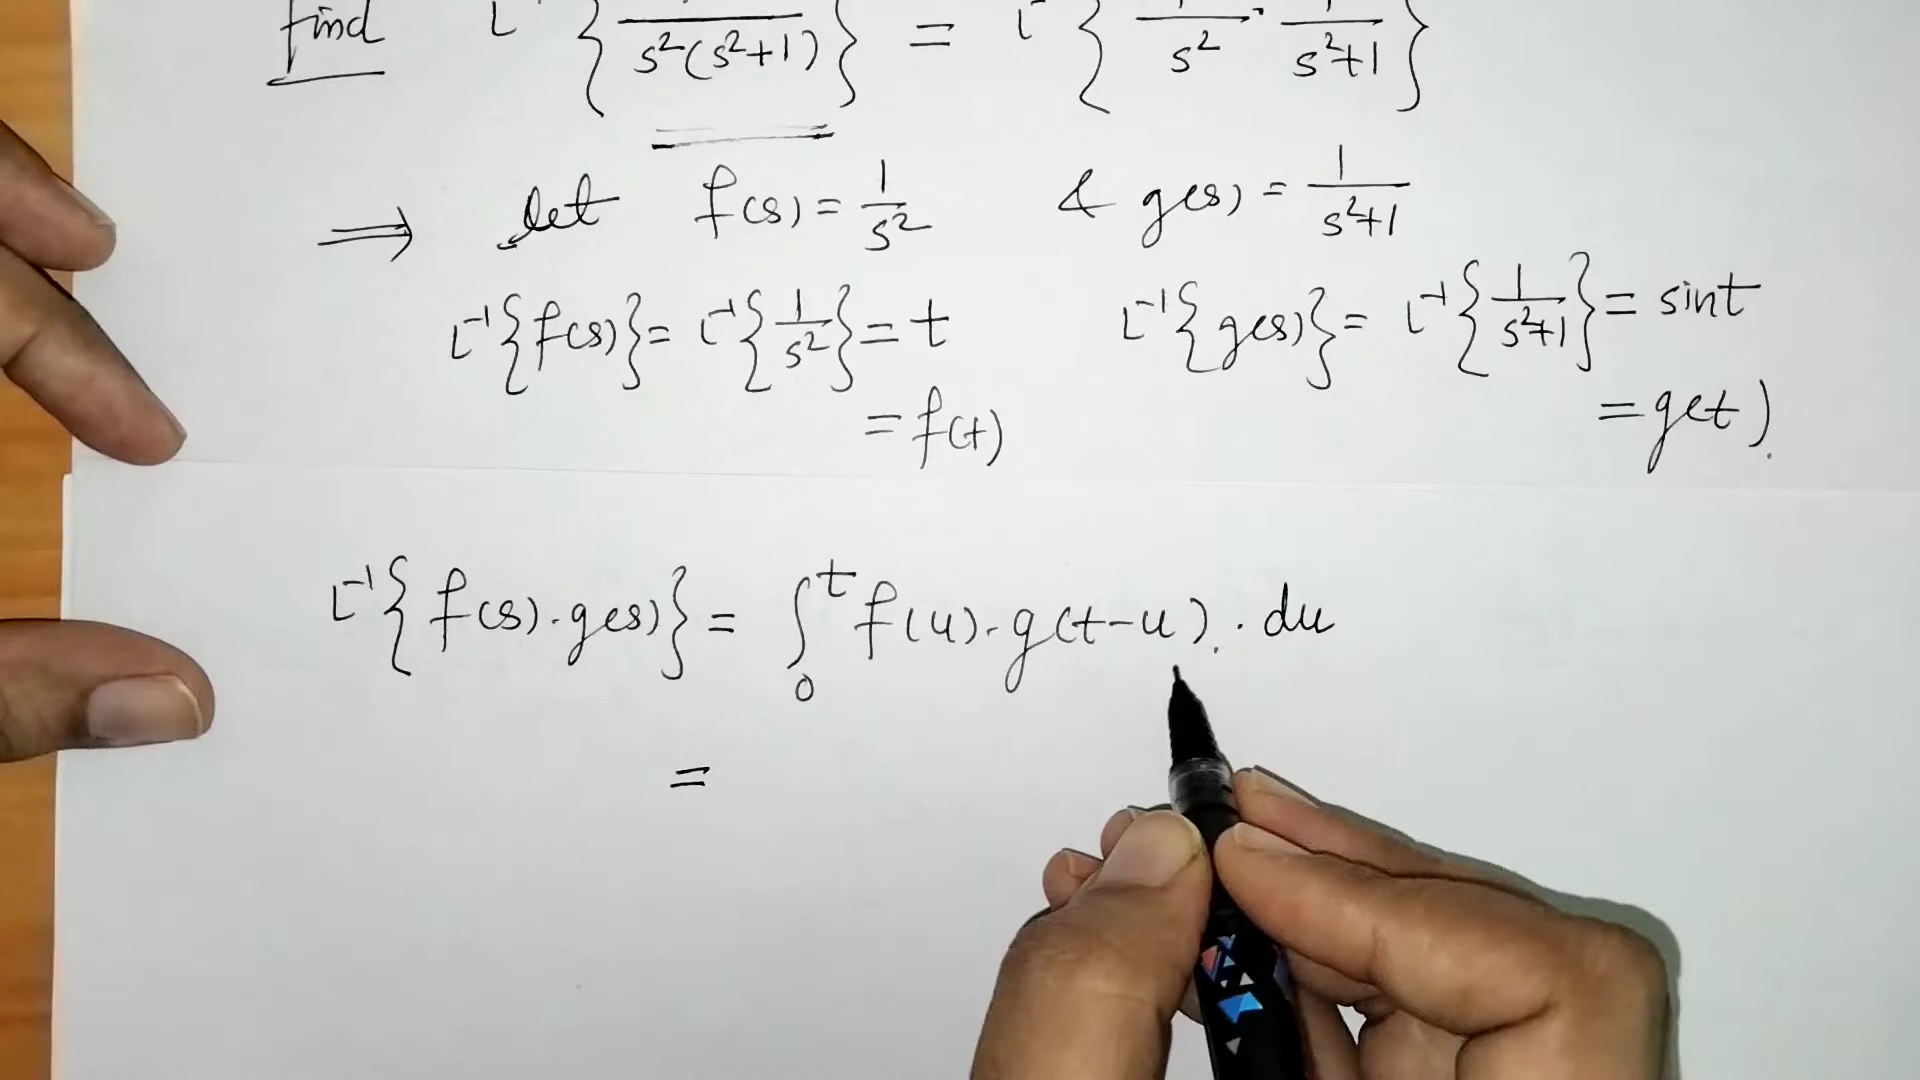 find L⁻¹{1/s²(s²+1)} = L⁻¹{1/s² · 1/s²+1}
⟹ let f(s) = 1/s² & g(s) = 1/s²+1
L⁻¹{f(s)} = L⁻¹{1/s²} = t L⁻¹{g(s)} = L⁻¹{1/s²+1} = sint
= f(t) = g(t).
L⁻¹{f(s).g(s)} = ∫₀ᵗ f(u).g(t-u). du
=